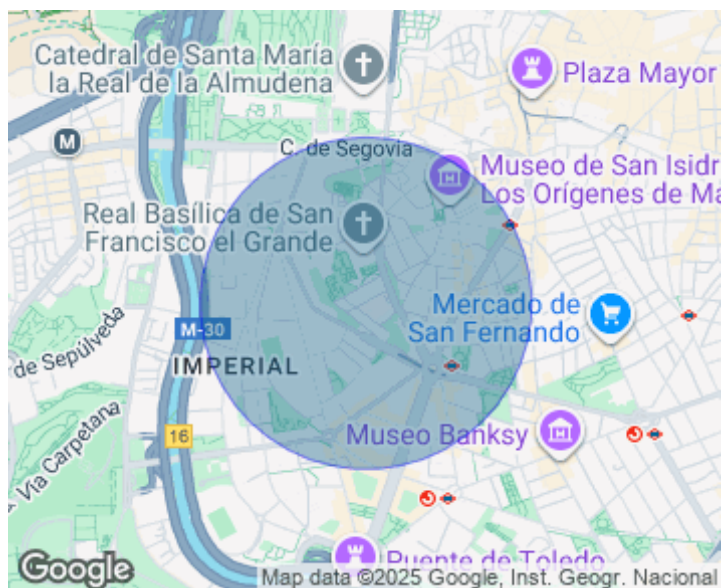 Catedral de Santa María
la Real de la Almudena
Plaza Mayor
M
C. de Segovia
Museo de San Isidr
Los Orígenes de Ma
Real Basílica de San
Francisco el Grande
Mercado de
San Fernando
M-30
de Sepúlveda
IMPERIAL
Vía Carpetana
16
Museo Banksy
Puente de Toledo
Google
Map data ©2025 Google, Inst. Geogr. Nacional